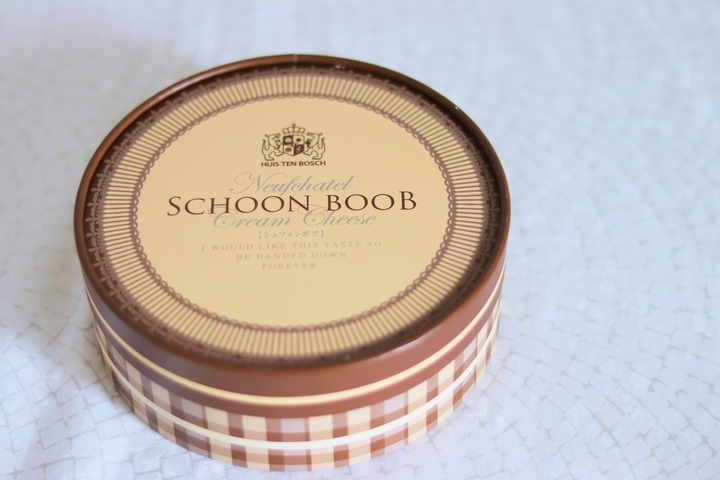 HUIS TEN BOSCH
Neufchatel
SCHOON BOOB
Cream Cheese
[シュフォンボブ]
I WOULD LIKE THIS TASTE TO
BE HANDED DOWN
FOREVER.